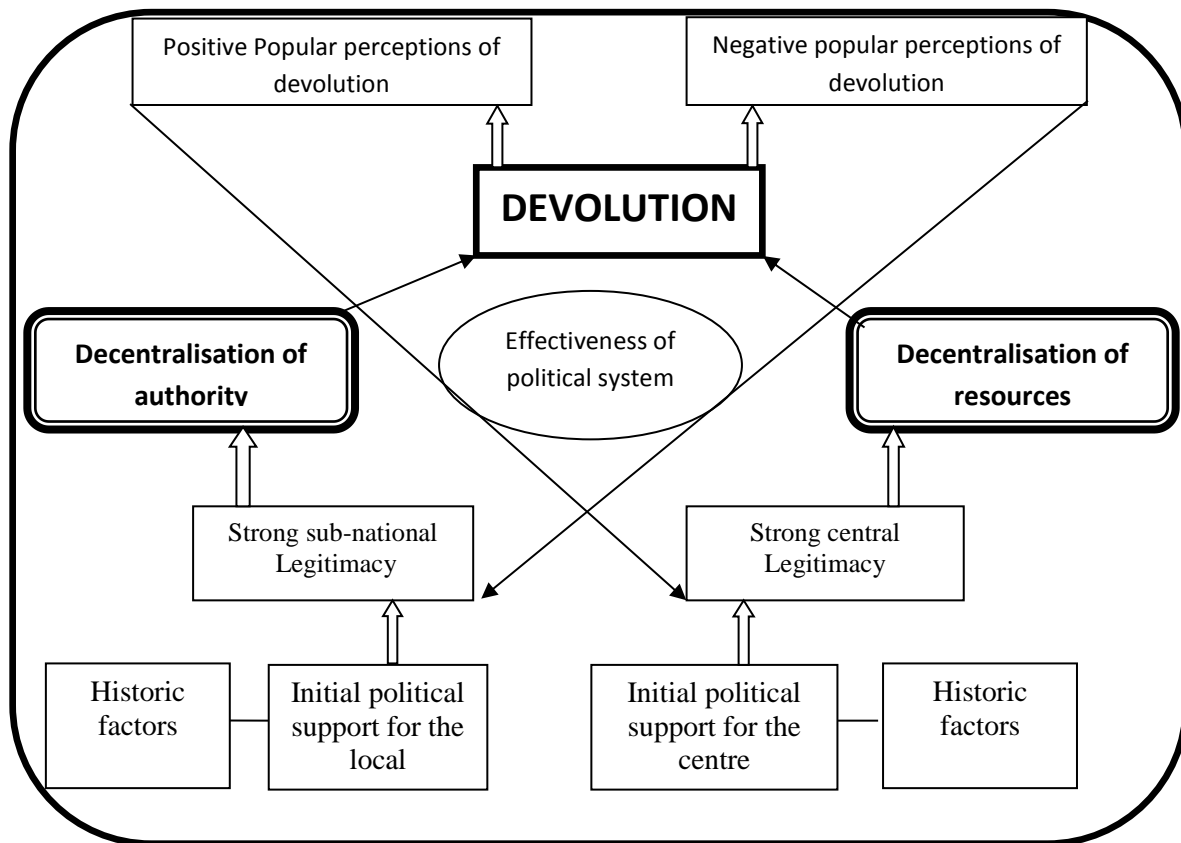 Positive Popular perceptions of
devolution
Negative popular perceptions of
devolution
DEVOLUTION
Decentralisation of
authority
Effectiveness of
political system
Decentralisation of
resources
Strong sub-national
Legitimacy
Strong central
Legitimacy
Historic
factors
Initial political
support for the
local
Initial political
support for the
centre
Historic
factors